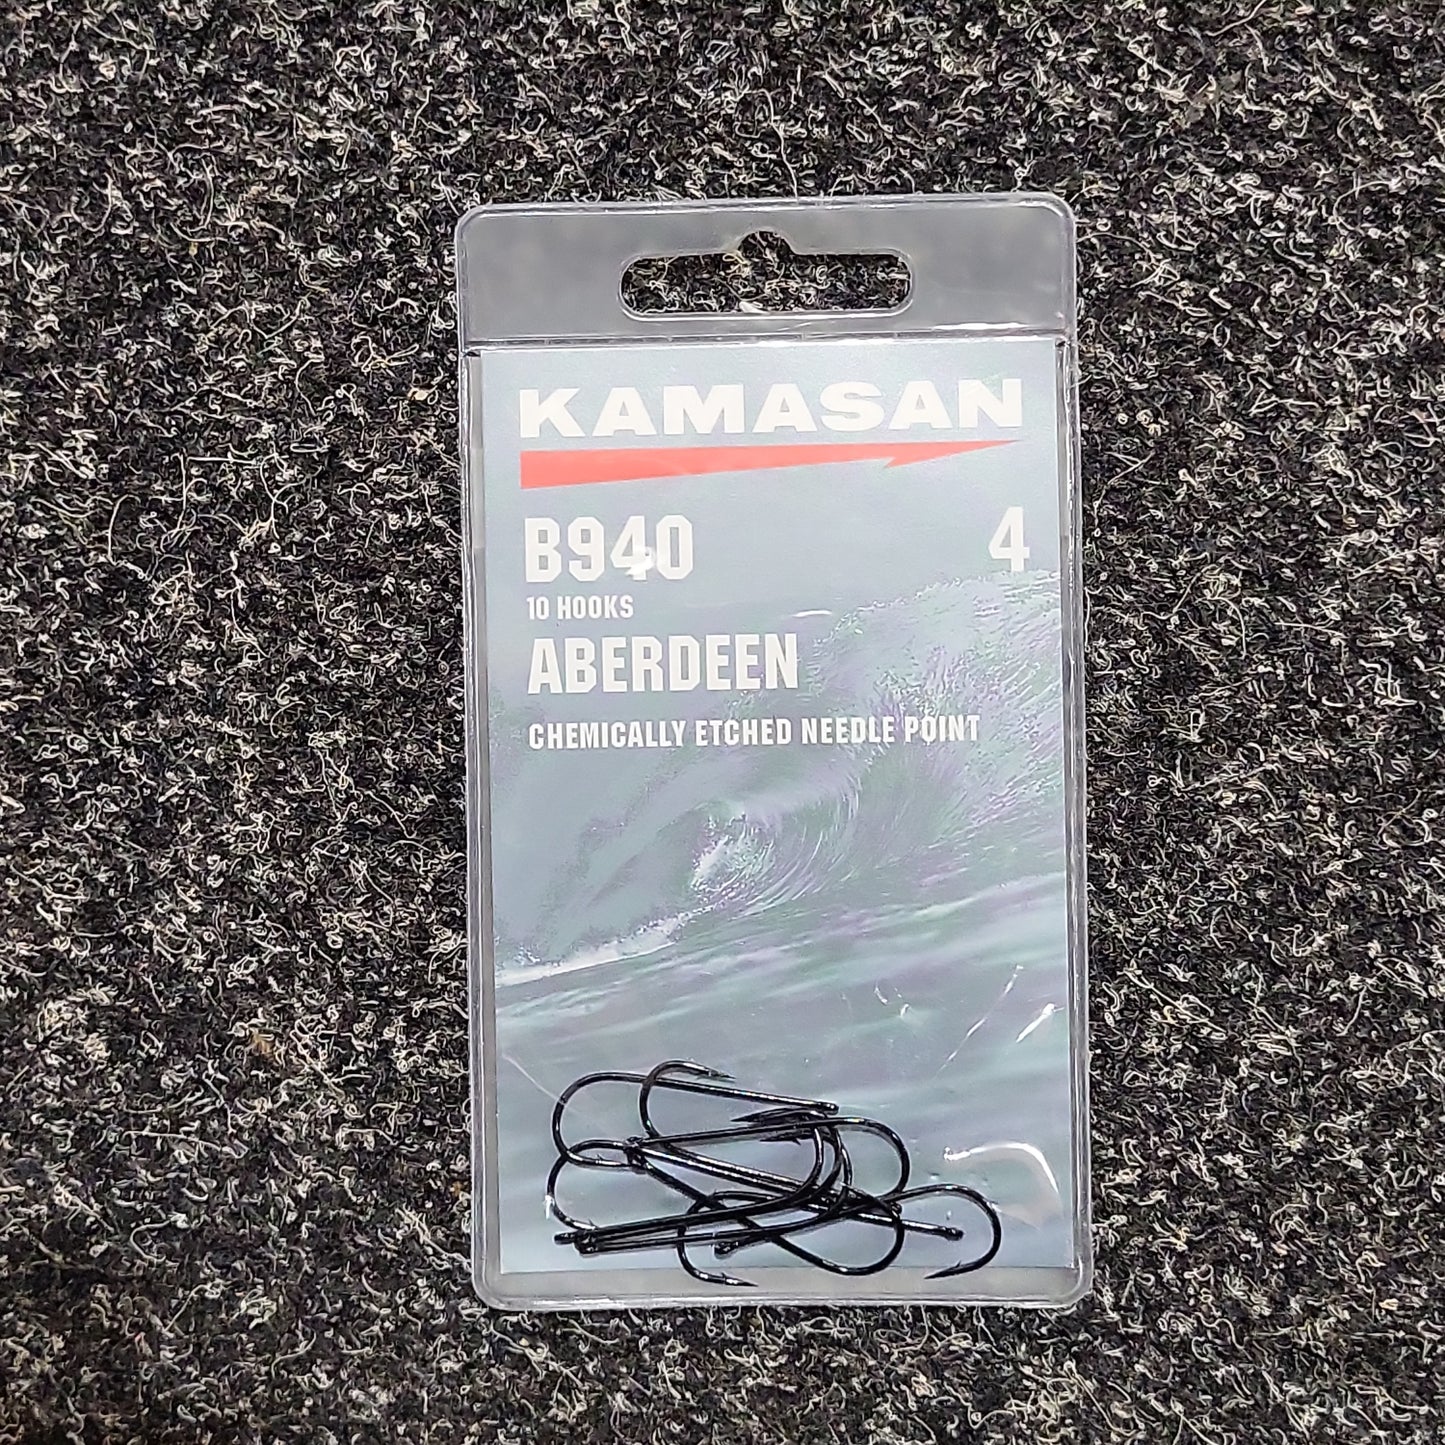 KAMASAN
B940 4
10 HOOKS
ABERDEEN
CHEMICALLY ETCHED NEEDLE POINT